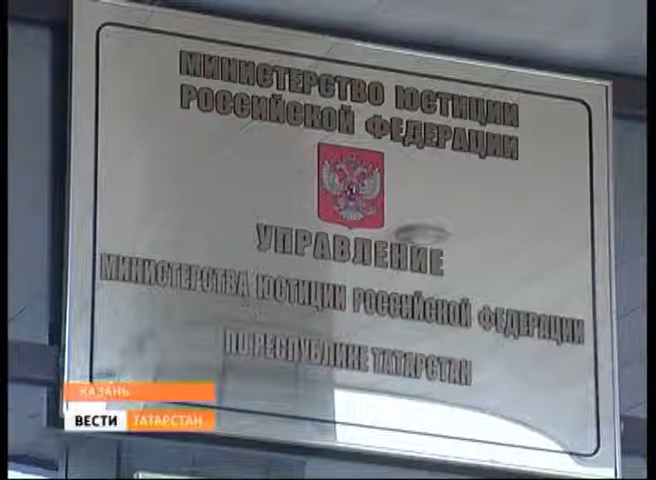 МИНИСТЕРСТВО ЮСТИЦИИ
РОССИЙСКОЙ ФЕДЕРАЦИИ
УПРАВЛЕНИЕ
МИНИСТЕРСТВА ЮСТИЦИИ РОССИЙСКОЙ ФЕДЕРАЦИИ
ПО РЕСПУБЛИКЕ ТАТАРСТАН
КАЗАНЬ
ВЕСТИ ТАТАРСТАН